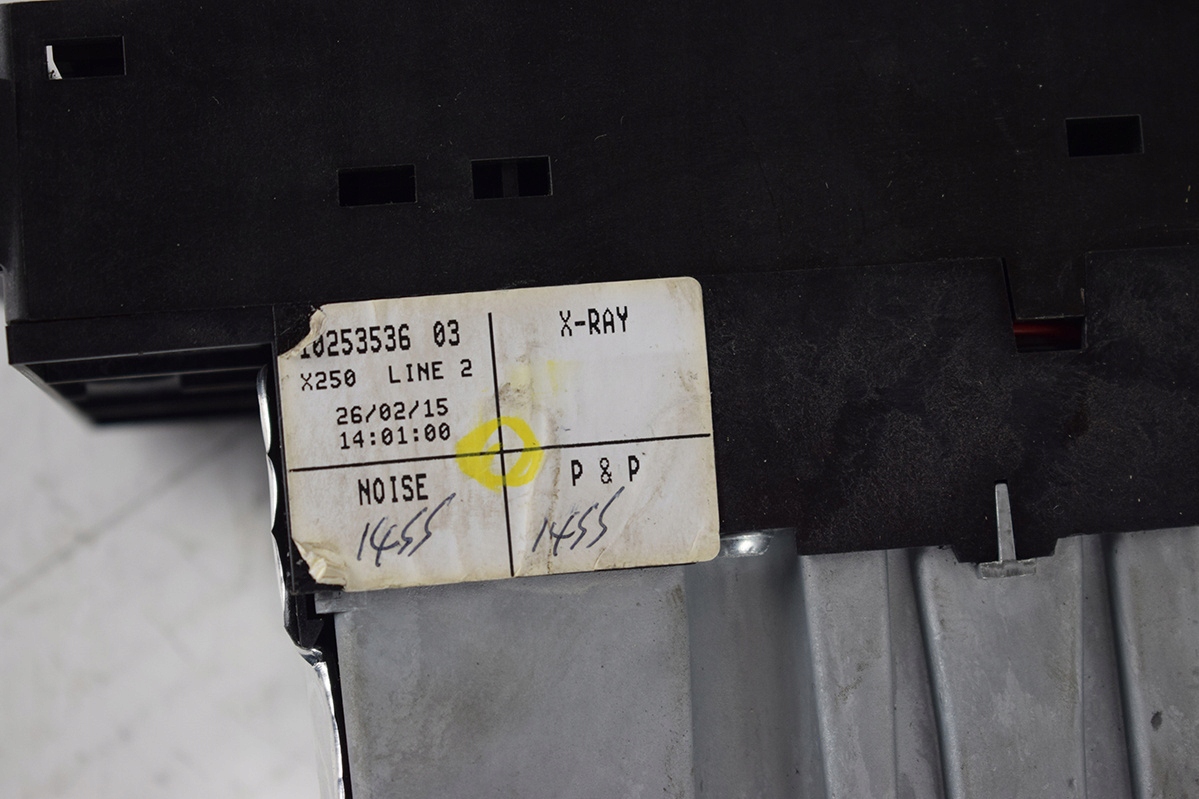 10253536 03
X250 LINE 2
26/02/15
14:01:00
X-RAY
NOISE
1455
P & P
1455